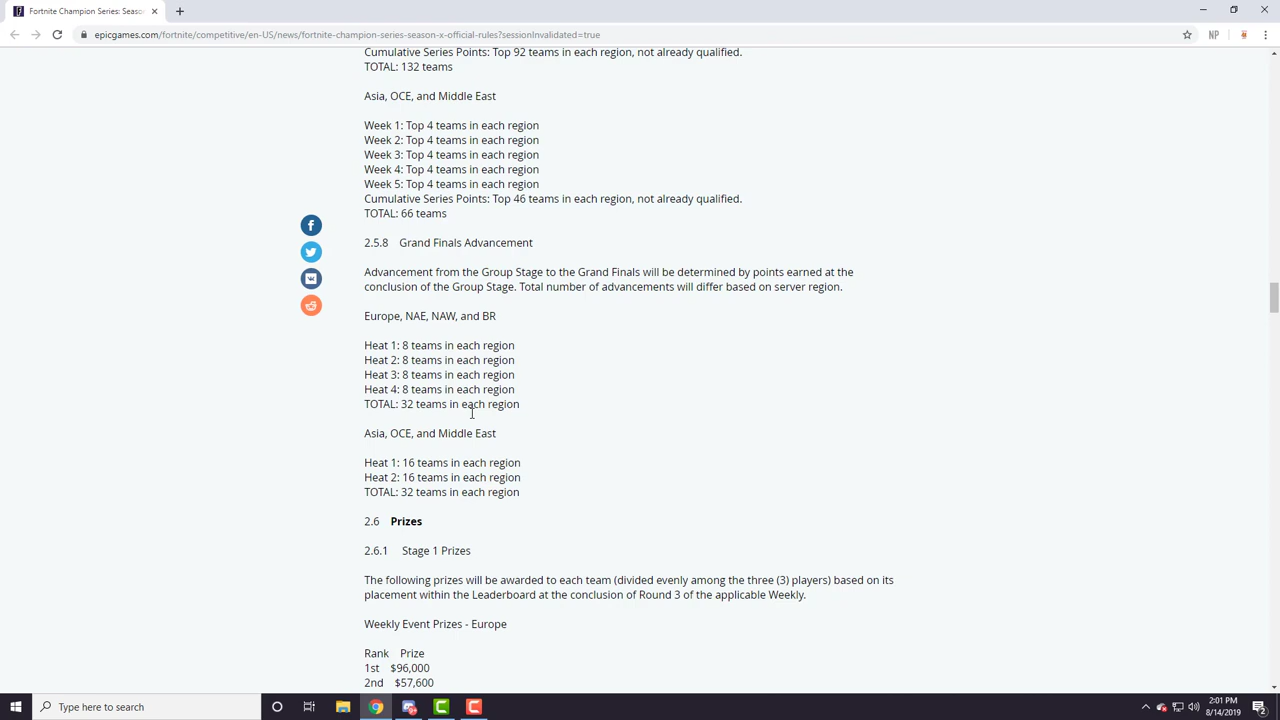 Fortnite Champion Series: Seaso
epicgames.com/fortnite/competitive/en-US/news/fortnite-champion-series-season-x-official-rules?sessionInvalidated=true
NP
Cumulative Series Points: Top 92 teams in each region, not already qualified.
TOTAL: 132 teams
Asia, OCE, and Middle East
Week 1: Top 4 teams in each region
Week 2: Top 4 teams in each region
Week 3: Top 4 teams in each region
Week 4: Top 4 teams in each region
Week 5: Top 4 teams in each region
Cumulative Series Points: Top 46 teams in each region, not already qualified.
TOTAL: 66 teams
2.5.8 Grand Finals Advancement
Advancement from the Group Stage to the Grand Finals will be determined by points earned at the
conclusion of the Group Stage. Total number of advancements will differ based on server region.
Europe, NAE, NAW, and BR
Heat 1: 8 teams in each region
Heat 2: 8 teams in each region
Heat 3: 8 teams in each region
Heat 4: 8 teams in each region
TOTAL: 32 teams in each region
Asia, OCE, and Middle East
Heat 1: 16 teams in each region
Heat 2: 16 teams in each region
TOTAL: 32 teams in each region
2.6 Prizes
2.6.1 Stage 1 Prizes
The following prizes will be awarded to each team (divided evenly among the three (3) players) based on its
placement within the Leaderboard at the conclusion of Round 3 of the applicable Weekly.
Weekly Event Prizes - Europe
Rank Prize
1st $96,000
2nd $57,600
Type here to search
2:01 PM
8/14/2019
2